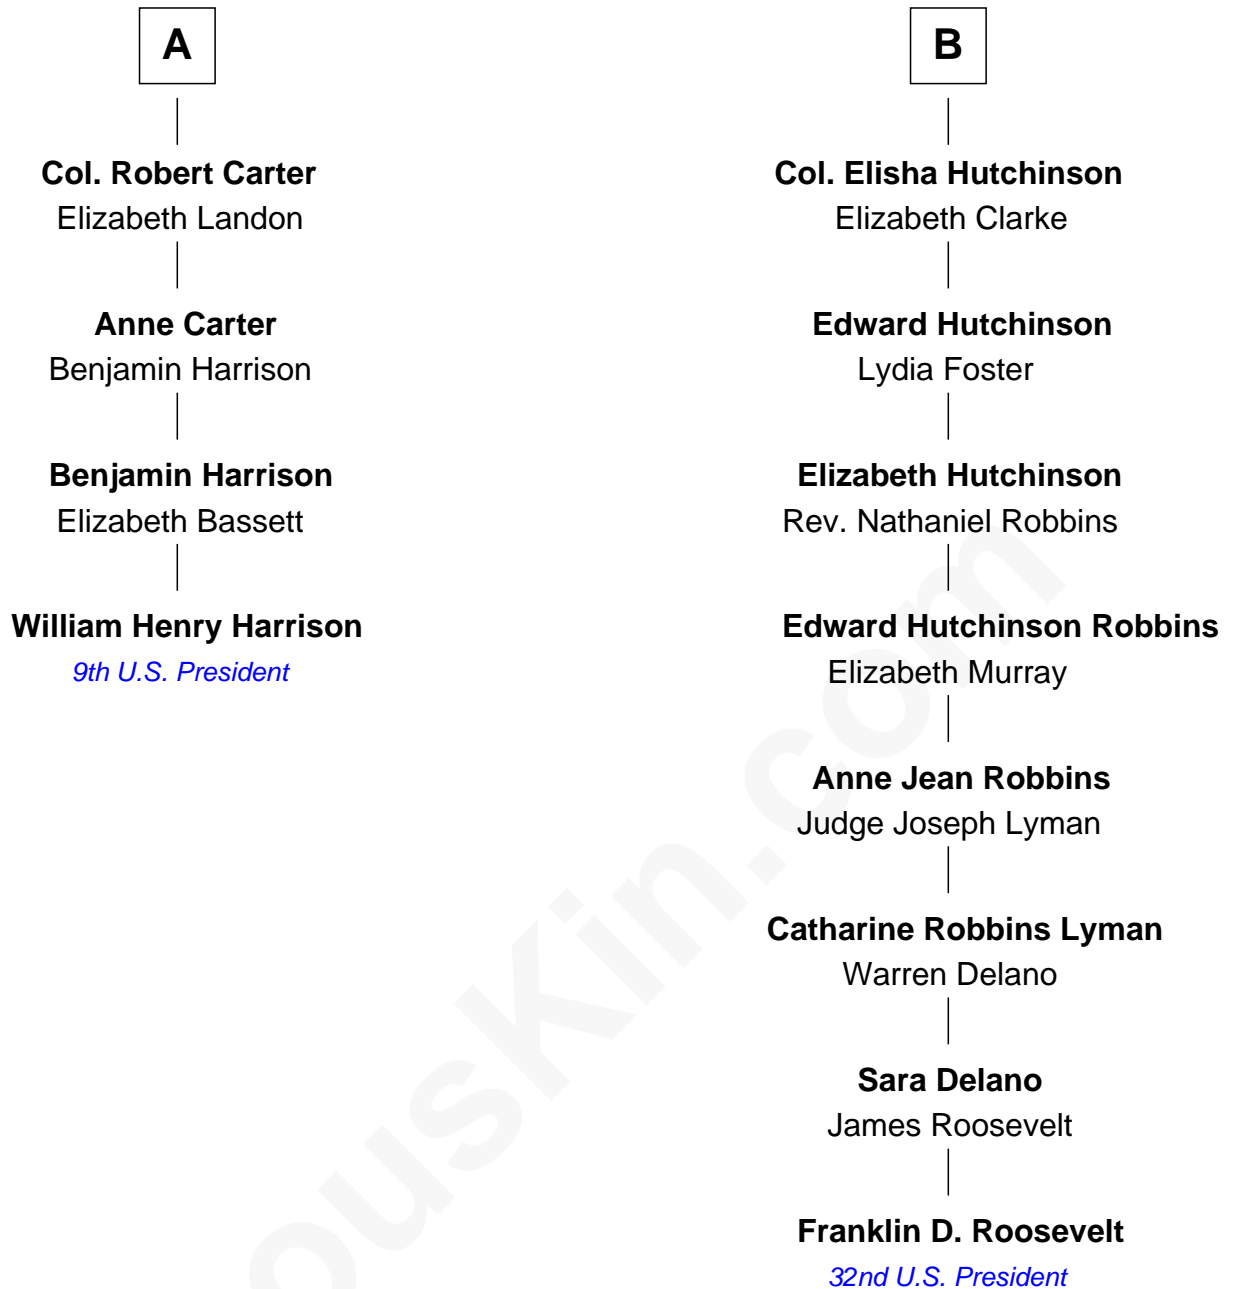 A
Col. Robert Carter
Elizabeth Landon
Anne Carter
Benjamin Harrison
Benjamin Harrison
Elizabeth Bassett
William Henry Harrison
9th U.S. President
B
Col. Elisha Hutchinson
Elizabeth Clarke
Edward Hutchinson
Lydia Foster
Elizabeth Hutchinson
Rev. Nathaniel Robbins
Edward Hutchinson Robbins
Elizabeth Murray
Anne Jean Robbins
Judge Joseph Lyman
Catharine Robbins Lyman
Warren Delano
Sara Delano
James Roosevelt
Franklin D. Roosevelt
32nd U.S. President
ousKin.com